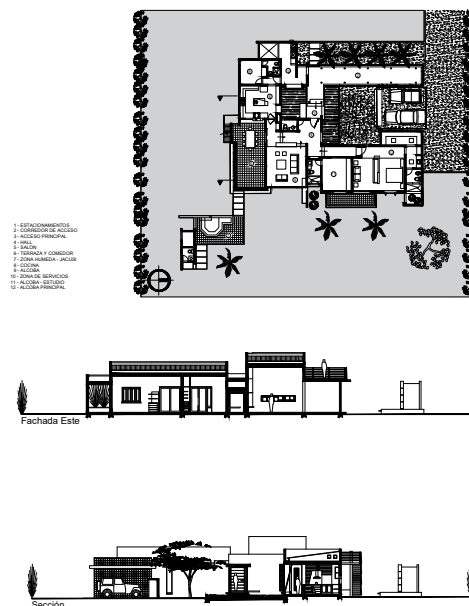 1 - ESTACIONAMIENTOS
2 - CORREDOR DE ACCESO
3 - ACCESO PRINCIPAL
4 - HALL
5 - SALON
6 - TERRAZA Y COMEDOR
7 - ZONA HUMEDA - JACUSI
8 - COCINA
9 - ALCOBA
10 - ZONA DE SERVICIOS
11 - ALCOBA - ESTUDIO
12 - ALCOBA PRINCIPAL
Fachada Este
Sección